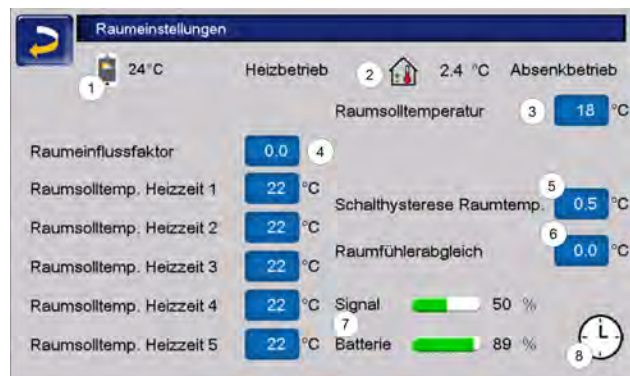 Raumeinstellungen
1 24°C Heizbetrieb 2 2.4 °C Absenkbetrieb
Raumsolltemperatur 3 18 °C
Raumeinflussfaktor 0.0 4
Raumsolltemp. Heizzeit 1 22 °C
5
Schalthysterese Raumtemp. 0.5 °C
Raumsolltemp. Heizzeit 2 22 °C
6
Raumfühlerabgleich 0.0 °C
Raumsolltemp. Heizzeit 3 22 °C
Raumsolltemp. Heizzeit 4 22 °C Signal 50 %
7
Raumsolltemp. Heizzeit 5 22 °C Batterie 89 %
8